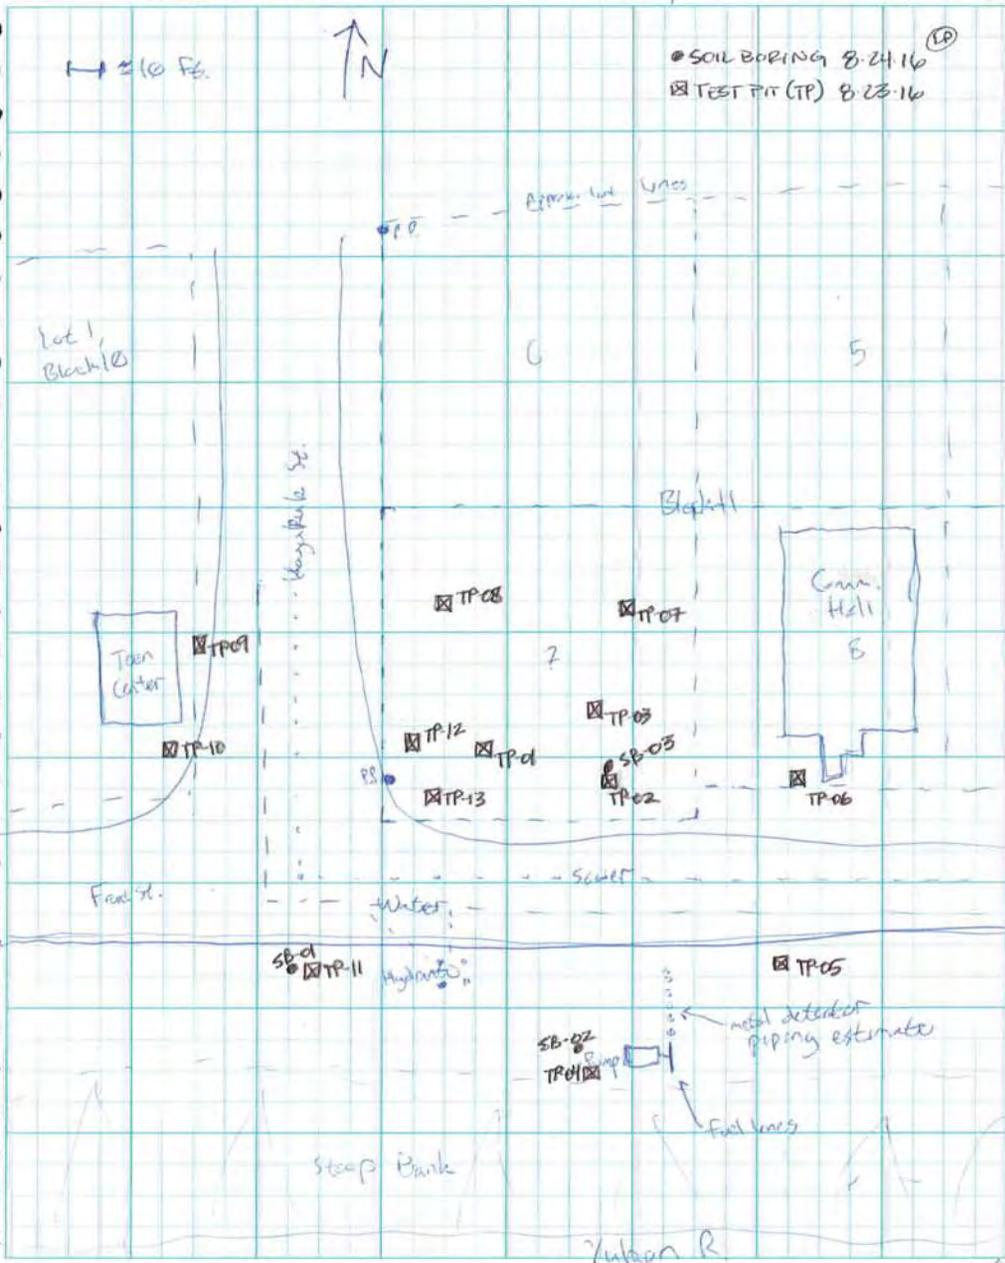 LP
≡10 Ft.
N
SOIL BORING 8.24.16
TEST PIT (TP) 8.23.16
Approx. Lot Lines
Lot 1,
Block 10
6
5
Block 11
TP-08
TP-07
Comm.
Hall
8
Teen
Center
TP-09
7
TP-03
TP-10
TP-12
TP-01
SB-03
TP-02
TP-13
TP-06
Sewer
Front St.
Water
SB-01
TP-11
Hydrant
TP-05
metal detector
piping estimate
SB-02
Pump
TP-04
Fuel lines
Steep Bank
Yukon R.